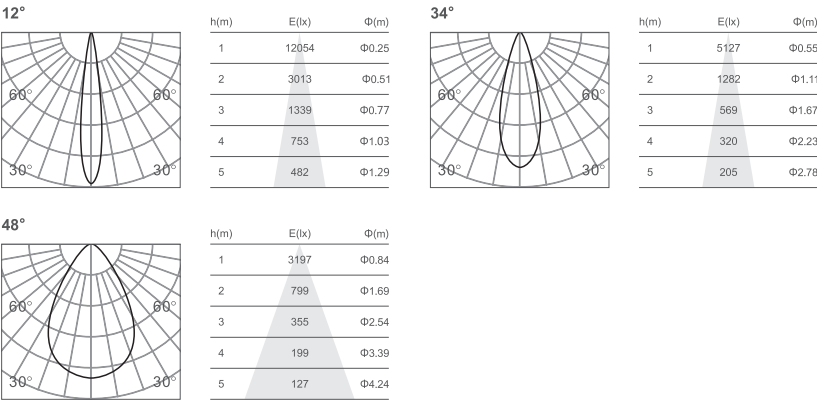 12°
h(m) E(lx) Φ(m)
1 12054 Φ0.25
2 3013 Φ0.51
3 1339 Φ0.77
4 753 Φ1.03
5 482 Φ1.29
60° 60°
30° 30°
34°
h(m) E(lx) Φ(m)
1 5127 Φ0.55
2 1282 Φ1.11
3 569 Φ1.67
4 320 Φ2.23
5 205 Φ2.78
60° 60°
30° 30°
48°
h(m) E(lx) Φ(m)
1 3197 Φ0.84
2 799 Φ1.69
3 355 Φ2.54
4 199 Φ3.39
5 127 Φ4.24
60° 60°
30° 30°